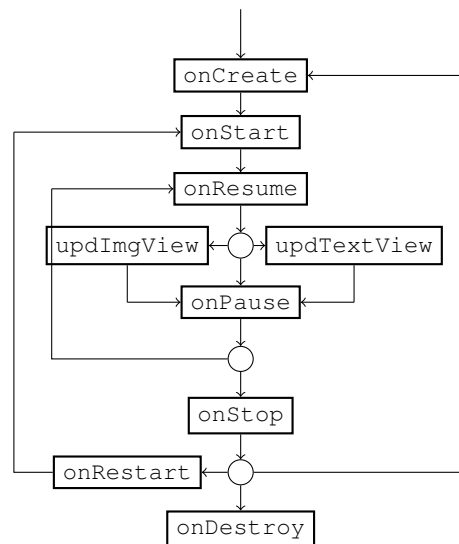 onCreate
onStart
onResume
updImgView updTextView
onPause
onStop
onRestart
onDestroy